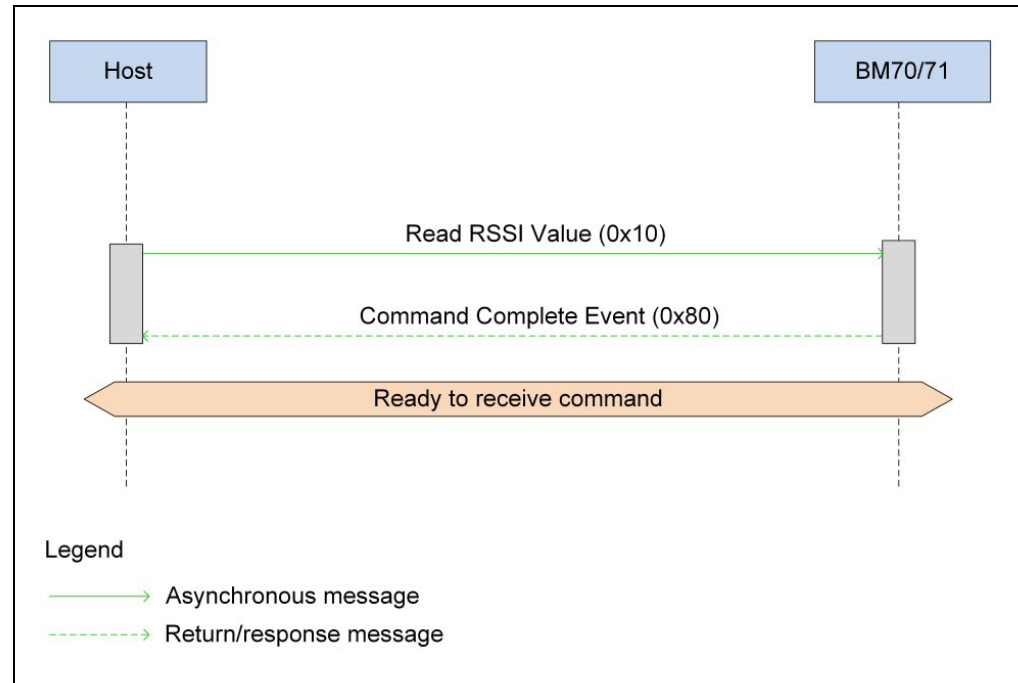 Host
BM70/71
Read RSSI Value (0x10)
Command Complete Event (0x80)
Ready to receive command
Legend
Asynchronous message
Return/response message